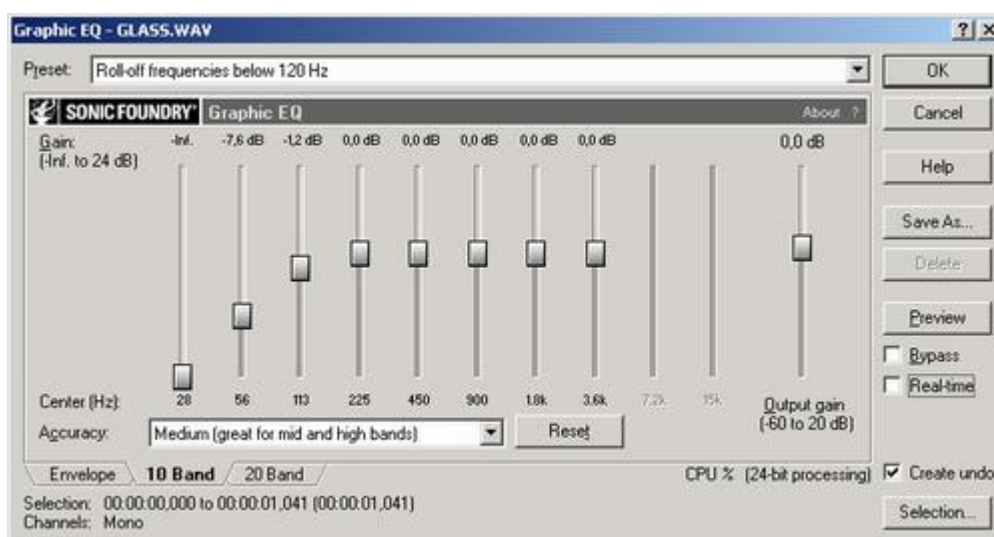 Graphic EQ - GLASS.WAV
Preset: Roll-off frequencies below 120 Hz
OK
SONIC FOUNDRY Graphic EQ About ?
Cancel
Gain: -Inf. -7,6 dB -1,2 dB 0,0 dB 0,0 dB 0,0 dB 0,0 dB 0,0 dB 0,0 dB
(-Inf. to 24 dB)
Help
Save As...
Delete
Preview
Bypass
Real-time
Center (Hz): 28 56 113 225 450 900 1.8k 3.6k 7.2k 15k Output gain
(-60 to 20 dB)
Accuracy: Medium (great for mid and high bands) Reset
Envelope 10 Band 20 Band CPU % (24-bit processing) Create undo
Selection: 00:00:00,000 to 00:00:01,041 (00:00:01,041) Selection...
Channels: Mono